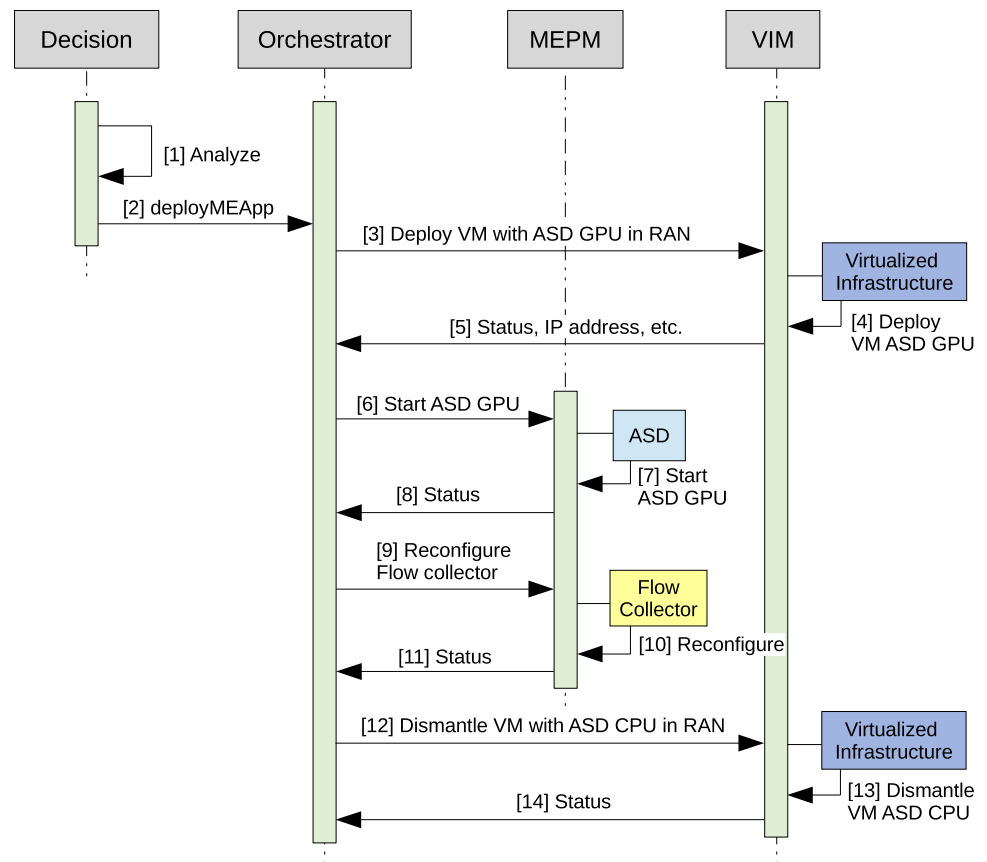 Decision
Orchestrator
MEPM
VIM
[1] Analyze
[2] deployMEApp
[3] Deploy VM with ASD GPU in RAN
Virtualized
Infrastructure
[4] Deploy
VM ASD GPU
[5] Status, IP address, etc.
[6] Start ASD GPU
ASD
[7] Start
ASD GPU
[8] Status
[9] Reconfigure
Flow collector
Flow
Collector
[10] Reconfigure
[11] Status
[12] Dismantle VM with ASD CPU in RAN
Virtualized
Infrastructure
[13] Dismantle
VM ASD CPU
[14] Status